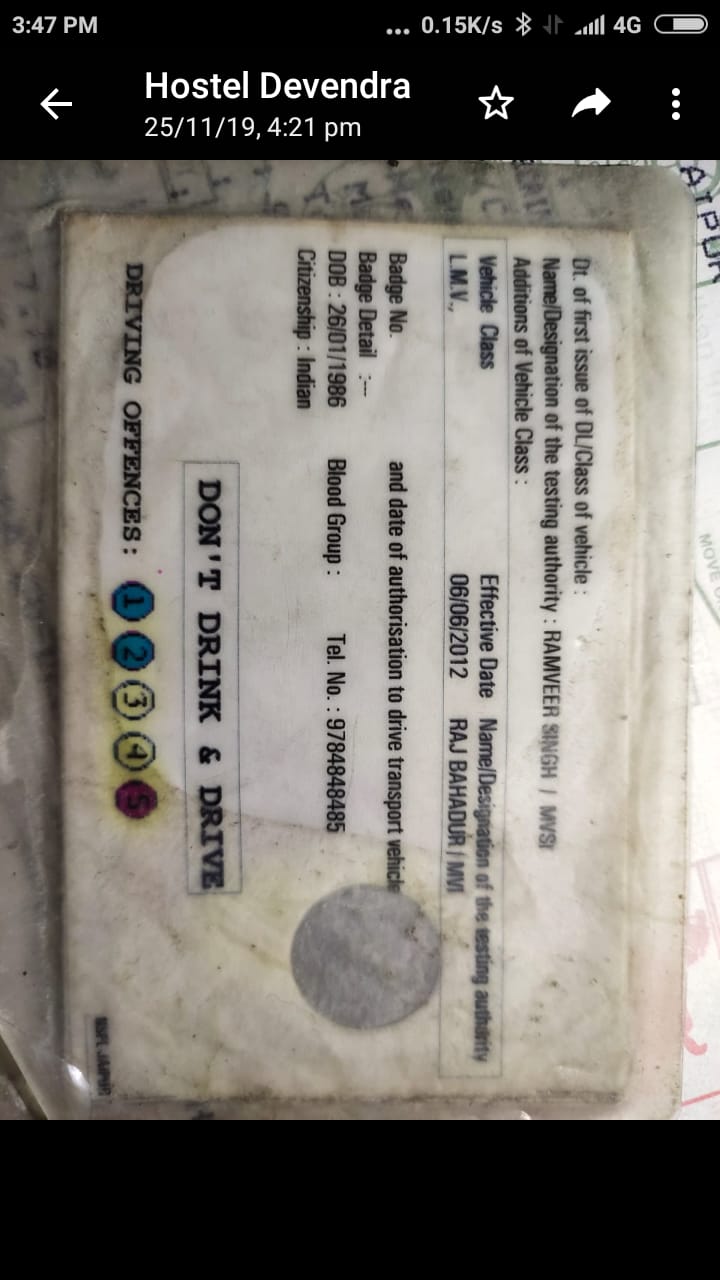 3:47 PM
... 0.15K/s 4G
Hostel Devendra
25/11/19, 4:21 pm
AIPUR
MOVE
Dt. of first issue of DL/Class of vehicle :
Name/Designation of the testing authority : RAMVEER SINGH / MVSI
Additions of Vehicle Class :
Vehicle Class Effective Date Name/Designation of the testing authority
L.M.V., 06/06/2012 RAJ BAHADUR / MVI
Badge No. and date of authorisation to drive transport vehicle
Badge Detail :---
DOB : 26/01/1986 Blood Group : Tel. No. : 9784848485
Citizenship : Indian
DON'T DRINK & DRIVE
DRIVING OFFENCES: 1 2 3 4 5